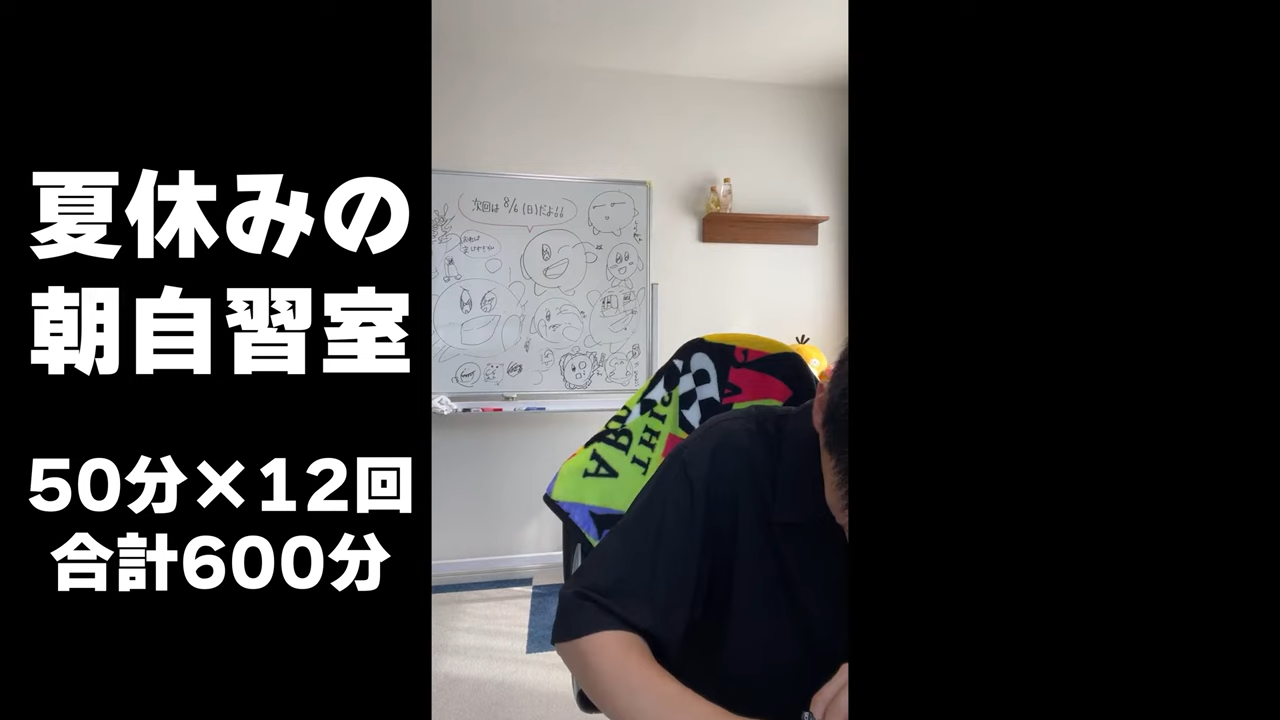 夏休みの
朝自習室
50分×12回
合計600分
次回は 8/6 (日)だよ!!